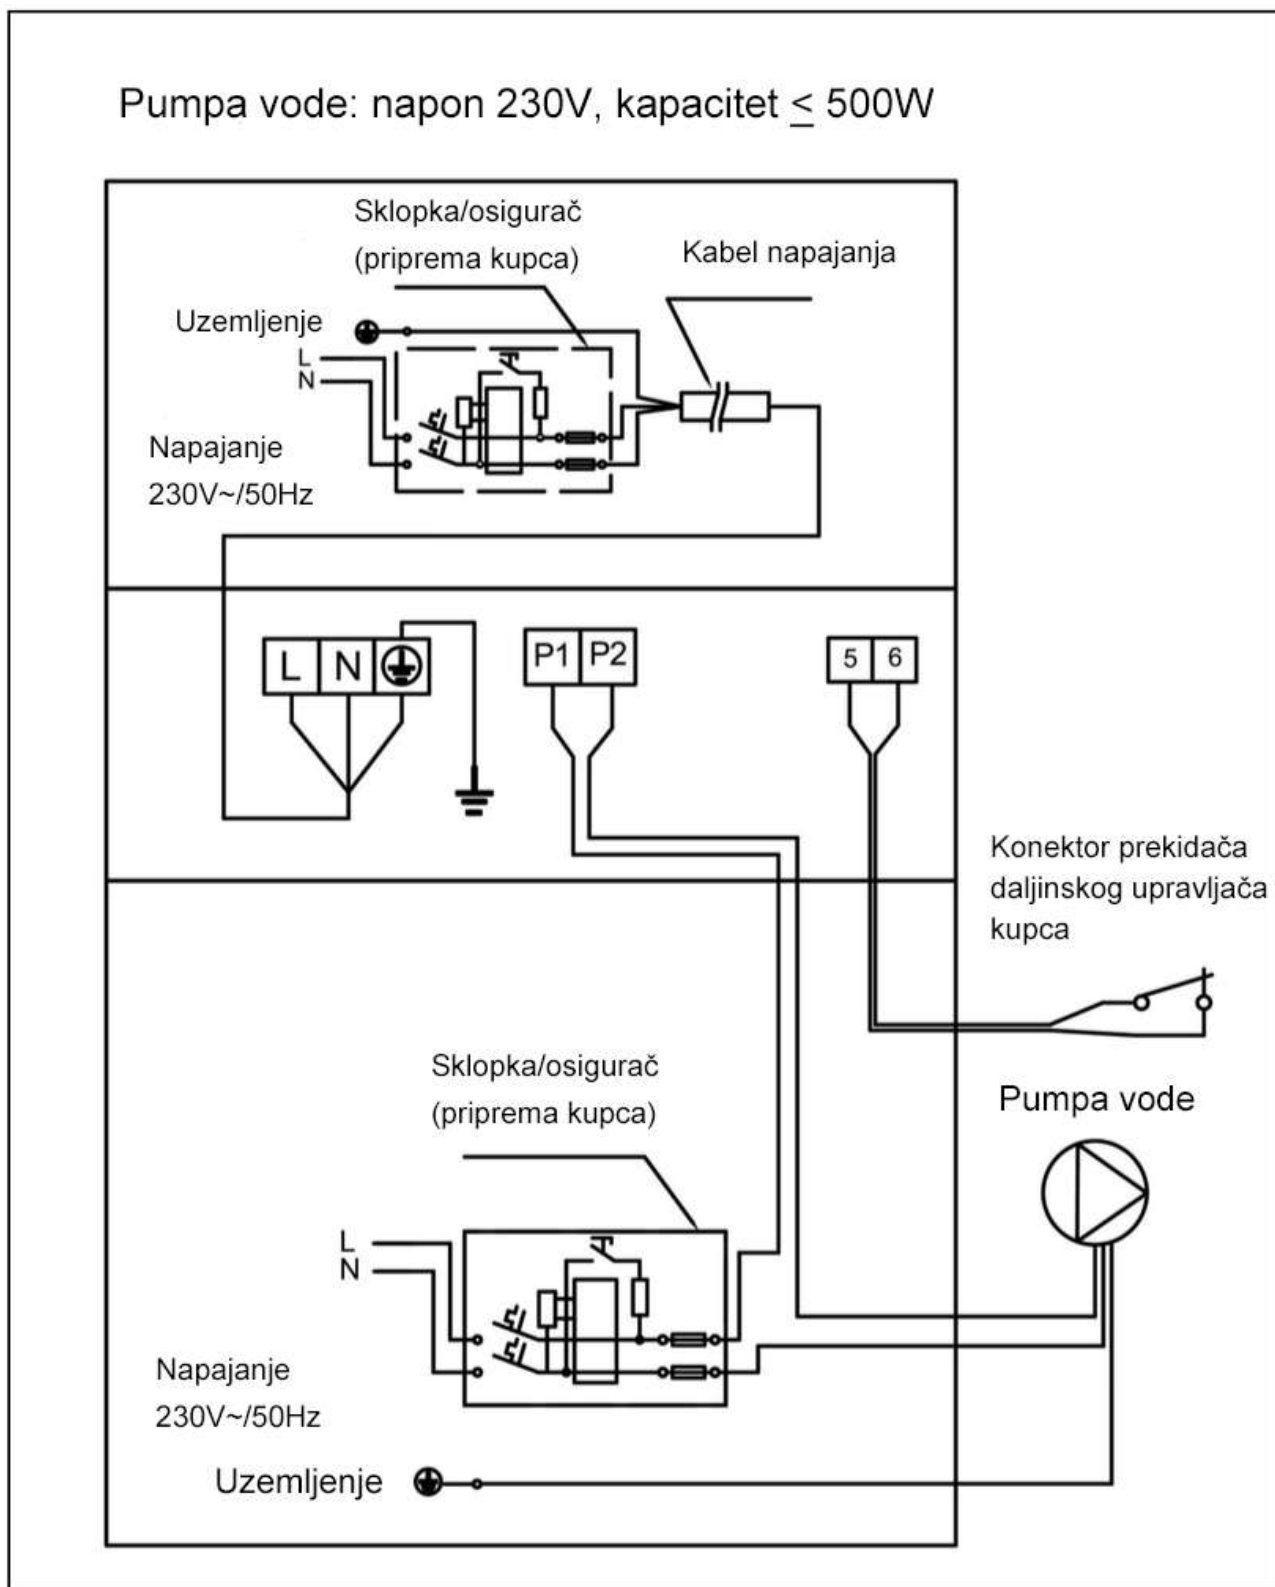 Pumpa vode: napon 230V, kapacitet ≤ 500W
Sklopka/osigurač
(priprema kupca)
Kabel napajanja
Uzemljenje
L
N
Napajanje
230V~/50Hz
L N
P1 P2
5 6
Konektor prekidača
daljinskog upravljača
kupca
Sklopka/osigurač
(priprema kupca)
Pumpa vode
L
N
Napajanje
230V~/50Hz
Uzemljenje